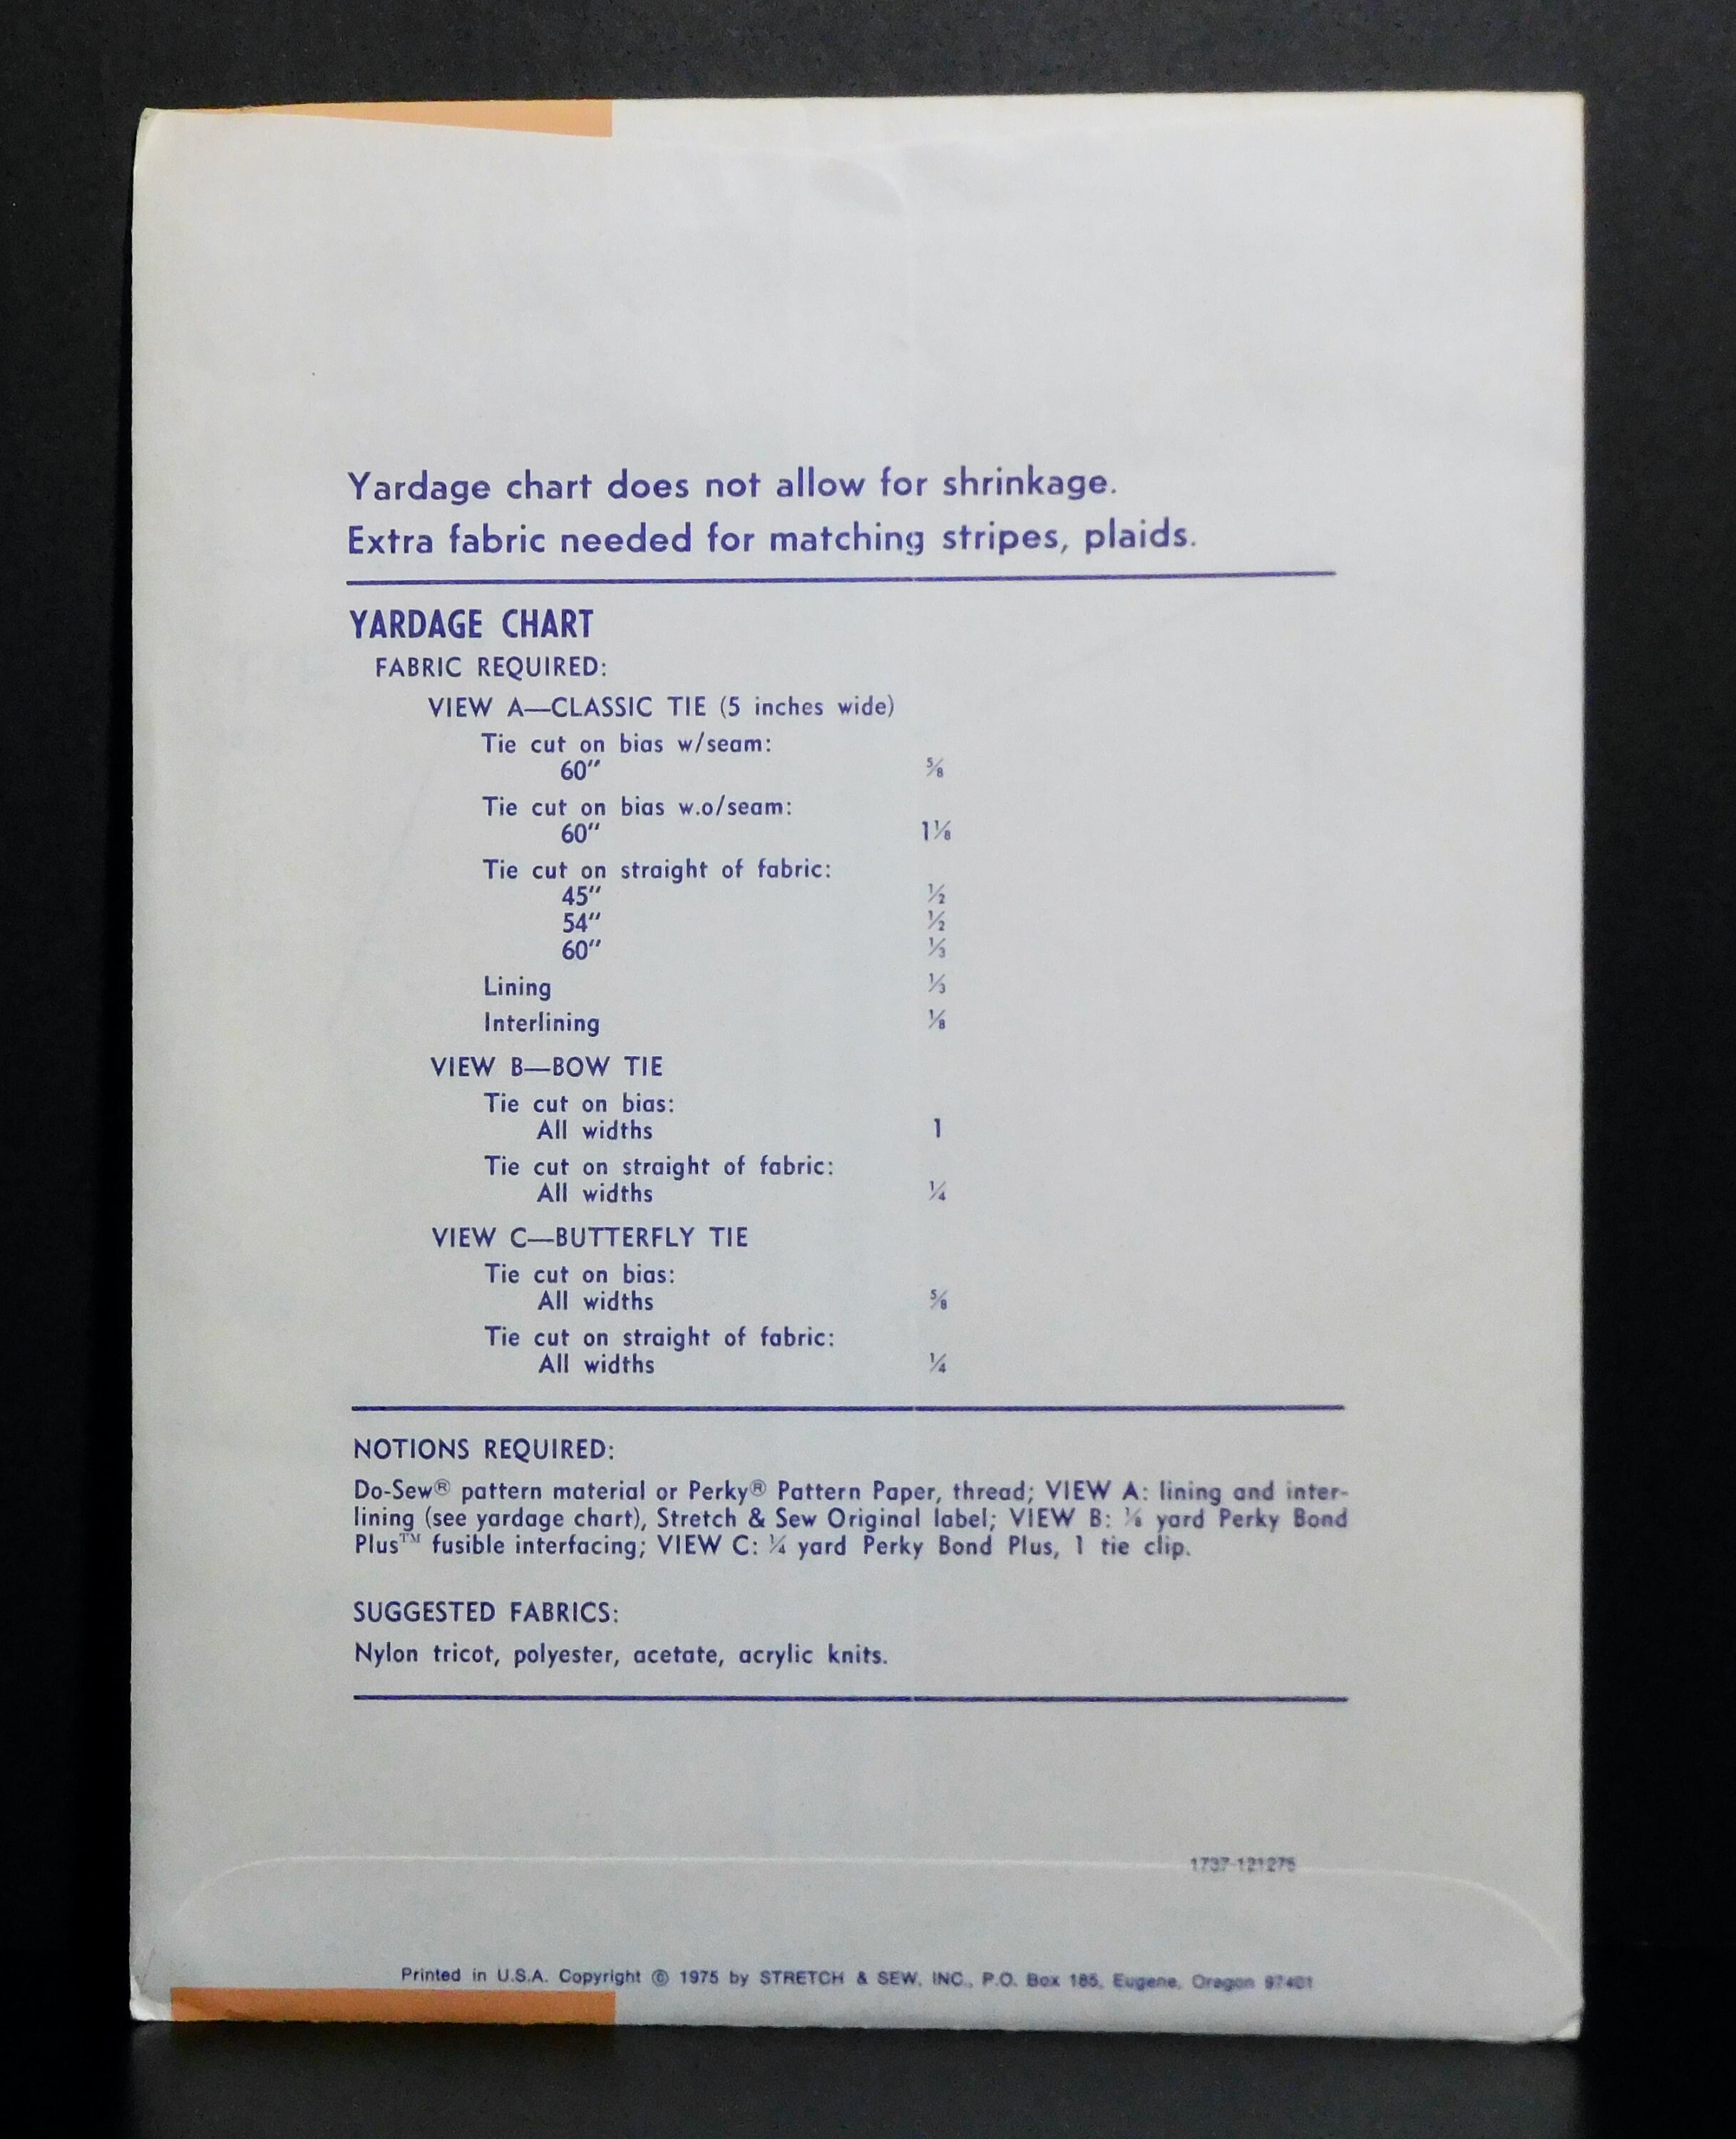 Yardage chart does not allow for shrinkage.
Extra fabric needed for matching stripes, plaids.
YARDAGE CHART
FABRIC REQUIRED:
VIEW A—CLASSIC TIE (5 inches wide)
Tie cut on bias w/seam:
60" ⅝
Tie cut on bias w.o/seam:
60" 1⅛
Tie cut on straight of fabric:
45" ½
54" ½
60" ⅓
Lining ⅓
Interlining ⅛
VIEW B—BOW TIE
Tie cut on bias:
All widths 1
Tie cut on straight of fabric:
All widths ¼
VIEW C—BUTTERFLY TIE
Tie cut on bias:
All widths ⅝
Tie cut on straight of fabric:
All widths ¼
NOTIONS REQUIRED:
Do-Sew® pattern material or Perky® Pattern Paper, thread; VIEW A: lining and inter-
lining (see yardage chart), Stretch & Sew Original label; VIEW B: yard Perky Bond
Plus™ fusible interfacing; VIEW C: ¼ yard Perky Bond Plus, 1 tie clip.
SUGGESTED FABRICS:
Nylon tricot, polyester, acetate, acrylic knits.
1737-121275
Printed in U.S.A. Copyright © 1975 by STRETCH & SEW, INC., P.O. Box 185, Eugene, Oregon 97401